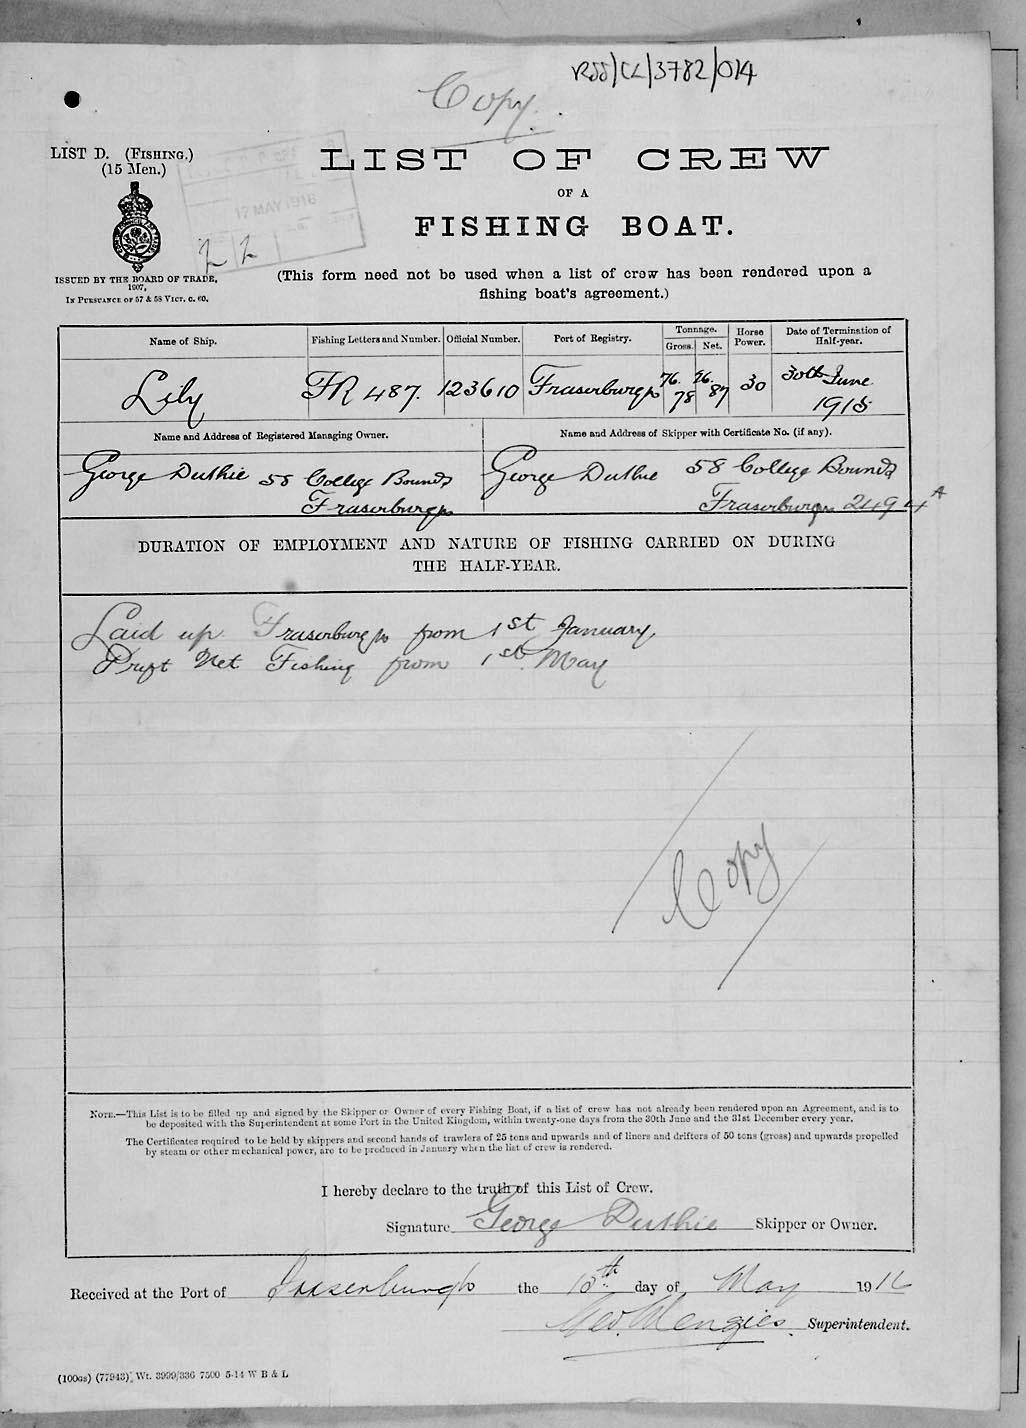 RSS/CL/3782/014
Copy.
LIST D. (FISHING.)
(15 Men.)
LIST OF CREW
OF A
FISHING BOAT.
17 MAY 1916
ISSUED BY THE BOARD OF TRADE,
1907,
IN PURSUANCE OF 57 & 58 VICT. C. 60.
(This form need not be used when a list of crew has been rendered upon a
fishing boat's agreement.)
Name of Ship. Fishing Letters and Number. Official Number. Port of Registry. Tonnage. Gross. Net. Horse Power. Date of Termination of Half-year.
Lily FR 487. 123610 Fraserburgh 76.78 26.87 30 30th June 1915
Name and Address of Registered Managing Owner. Name and Address of Skipper with Certificate No. (if any).
George Duthie 58 College Bounds George Duthie 58 College Bounds
Fraserburgh Fraserburgh 2494 A
DURATION OF EMPLOYMENT AND NATURE OF FISHING CARRIED ON DURING
THE HALF-YEAR.
Laid up Fraserburgh from 1st January,
Drift Net Fishing from 1st May
Copy
NOTE.—This List is to be filled up and signed by the Skipper or Owner of every Fishing Boat, if a list of crew has not already been rendered upon an Agreement, and is to
be deposited with the Superintendent at some Port in the United Kingdom, within twenty-one days from the 30th June and the 31st December every year.
The Certificates required to be held by skippers and second hands of trawlers of 25 tons and upwards and of liners and drifters of 50 tons (gross) and upwards propelled
by steam or other mechanical power, are to be produced in January when the list of crew is rendered.
I hereby declare to the truth of this List of Crew.
Signature George Duthie Skipper or Owner.
Received at the Port of Fraserburgh the 15th day of May 1916
Geo. Menzies. Superintendent.
(100as) (77943) Wt. 3999/336 7500 5-14 W B & L